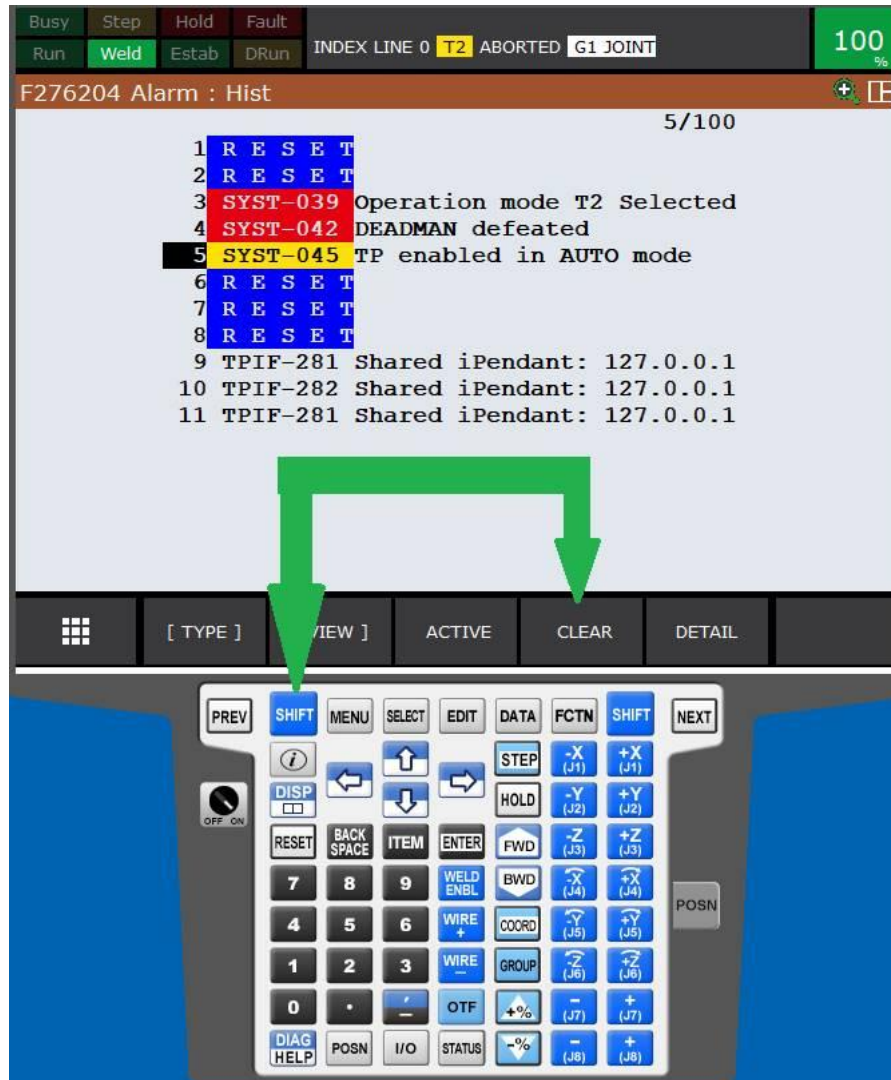 Busy Step Hold Fault
Run Weld Estab DRun INDEX LINE 0 T2 ABORTED G1 JOINT 100 %
F276204 Alarm : Hist
5/100
1 R E S E T
2 R E S E T
3 SYST-039 Operation mode T2 Selected
4 SYST-042 DEADMAN defeated
5 SYST-045 TP enabled in AUTO mode
6 R E S E T
7 R E S E T
8 R E S E T
9 TPIF-281 Shared iPendant: 127.0.0.1
10 TPIF-282 Shared iPendant: 127.0.0.1
11 TPIF-281 Shared iPendant: 127.0.0.1
[ TYPE ] VIEW ] ACTIVE CLEAR DETAIL
PREV SHIFT MENU SELECT EDIT DATA FCTN SHIFT NEXT
i STEP -X (J1) +X (J1)
DISP HOLD -Y (J2) +Y (J2)
OFF ON
RESET BACK SPACE ITEM ENTER FWD -Z (J3) +Z (J3)
7 8 9 WELD ENBL BWD -X (J4) +X (J4)
POSN
4 5 6 WIRE + COORD -Y (J5) +Y (J5)
1 2 3 WIRE - GROUP -Z (J6) +Z (J6)
0 . OTF +% - (J7) + (J7)
DIAG HELP POSN I/O STATUS -% - (J8) + (J8)